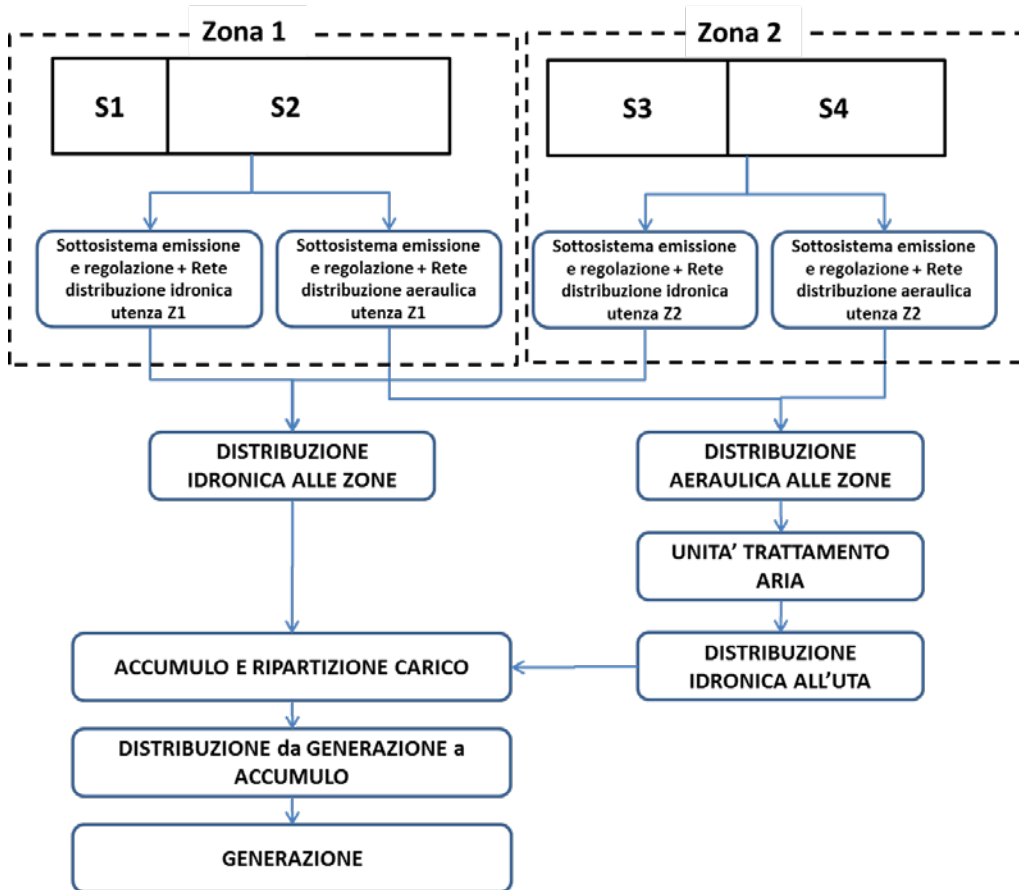 Zona 1
Zona 2
S1
S2
S3
S4
Sottosistema emissione
e regolazione + Rete
distribuzione idronica
utenza Z1
Sottosistema emissione
e regolazione + Rete
distribuzione aeraulica
utenza Z1
Sottosistema emissione
e regolazione + Rete
distribuzione idronica
utenza Z2
Sottosistema emissione
e regolazione + Rete
distribuzione aeraulica
utenza Z2
DISTRIBUZIONE
IDRONICA ALLE ZONE
DISTRIBUZIONE
AERAULICA ALLE ZONE
UNITA’ TRATTAMENTO
ARIA
ACCUMULO E RIPARTIZIONE CARICO
DISTRIBUZIONE
IDRONICA ALL’UTA
DISTRIBUZIONE da GENERAZIONE a
ACCUMULO
GENERAZIONE